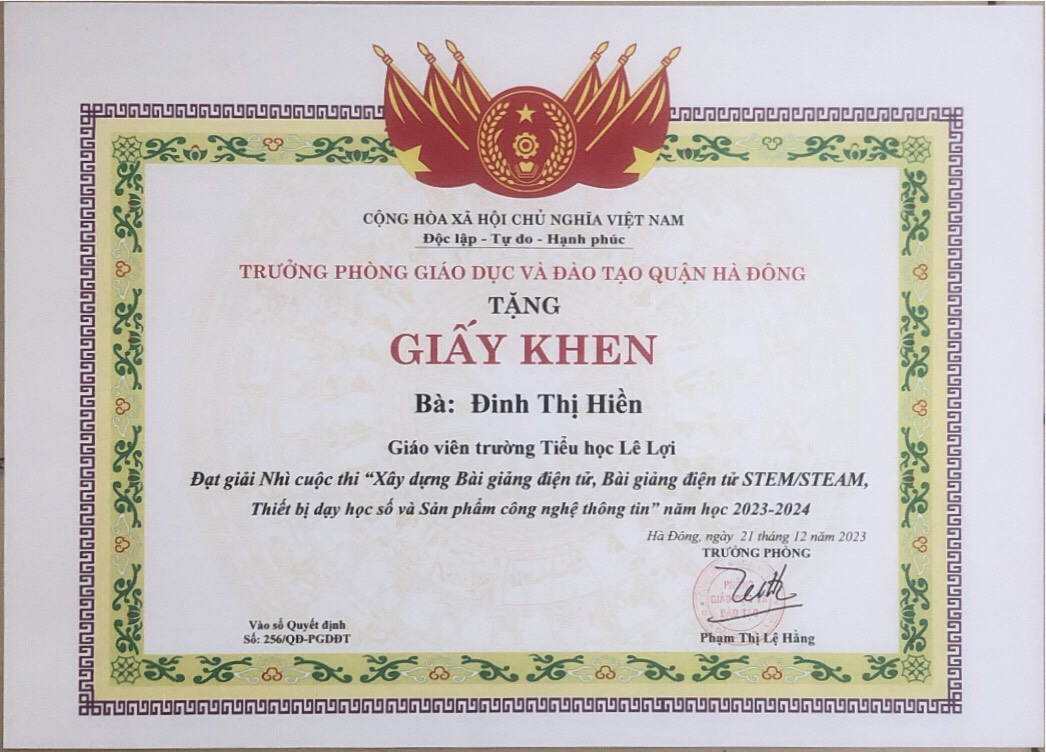 CỘNG HÒA XÃ HỘI CHỦ NGHĨA VIỆT NAM
Độc lập - Tự do - Hạnh phúc
TRƯỞNG PHÒNG GIÁO DỤC VÀ ĐÀO TẠO QUẬN HÀ ĐÔNG
TẶNG
GIẤY KHEN
Bà: Đinh Thị Hiền
Giáo viên trường Tiểu học Lê Lợi
Đạt giải Nhì cuộc thi “Xây dựng Bài giảng điện tử, Bài giảng điện tử STEM/STEAM,
Thiết bị dạy học số và Sản phẩm công nghệ thông tin” năm học 2023-2024
Hà Đông, ngày 21 tháng 12 năm 2023
TRƯỞNG PHÒNG
Phạm Thị Lệ Hằng
Vào sổ Quyết định
Số: 256/QĐ-PGDĐT